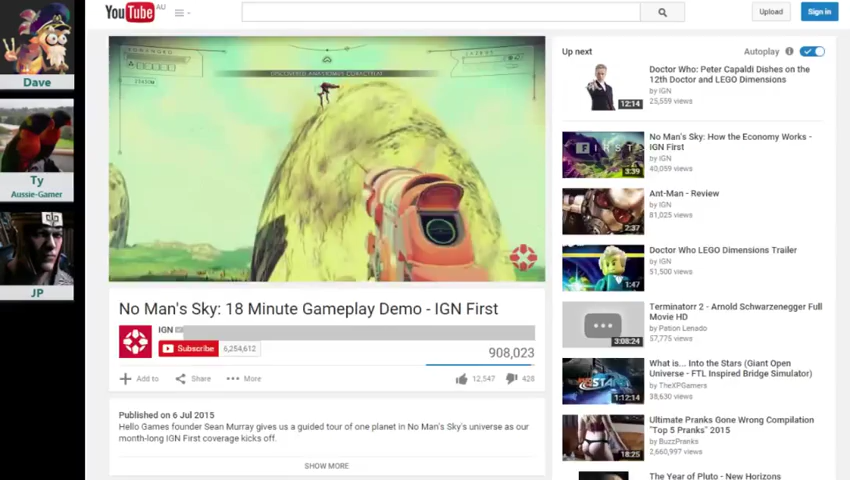 Dave
Ty
Aussie-Gamer
JP
YouTube AU
Upload
Sign in
DISCOVERED
No Man's Sky: 18 Minute Gameplay Demo - IGN First
IGN
Subscribe 6,254,612
908,023
Add to Share More 12,547 428
Published on 6 Jul 2015
Hello Games founder Sean Murray gives us a guided tour of one planet in No Man's Sky's universe as our
month-long IGN First coverage kicks off.
SHOW MORE
Up next
Autoplay
Doctor Who: Peter Capaldi Dishes on the
12th Doctor and LEGO Dimensions
by IGN
25,559 views
12:14
No Man's Sky: How the Economy Works -
IGN First
by IGN
40,059 views
FIRST
3:39
Ant-Man - Review
by IGN
81,025 views
2:37
Doctor Who LEGO Dimensions Trailer
by IGN
51,500 views
1:47
Terminatorz 2 - Arnold Schwarzenegger Full
Movie HD
by Pation Lenado
57,775 views
3:08:24
What is... Into the Stars (Giant Open
Universe - FTL Inspired Bridge Simulator)
by TheXPGamers
38,630 views
1:12:14
Ultimate Pranks Gone Wrong Compilation
"Top 5 Pranks" 2015
by BuzzPranks
2,660,997 views
18:25
The Year of Pluto - New Horizons